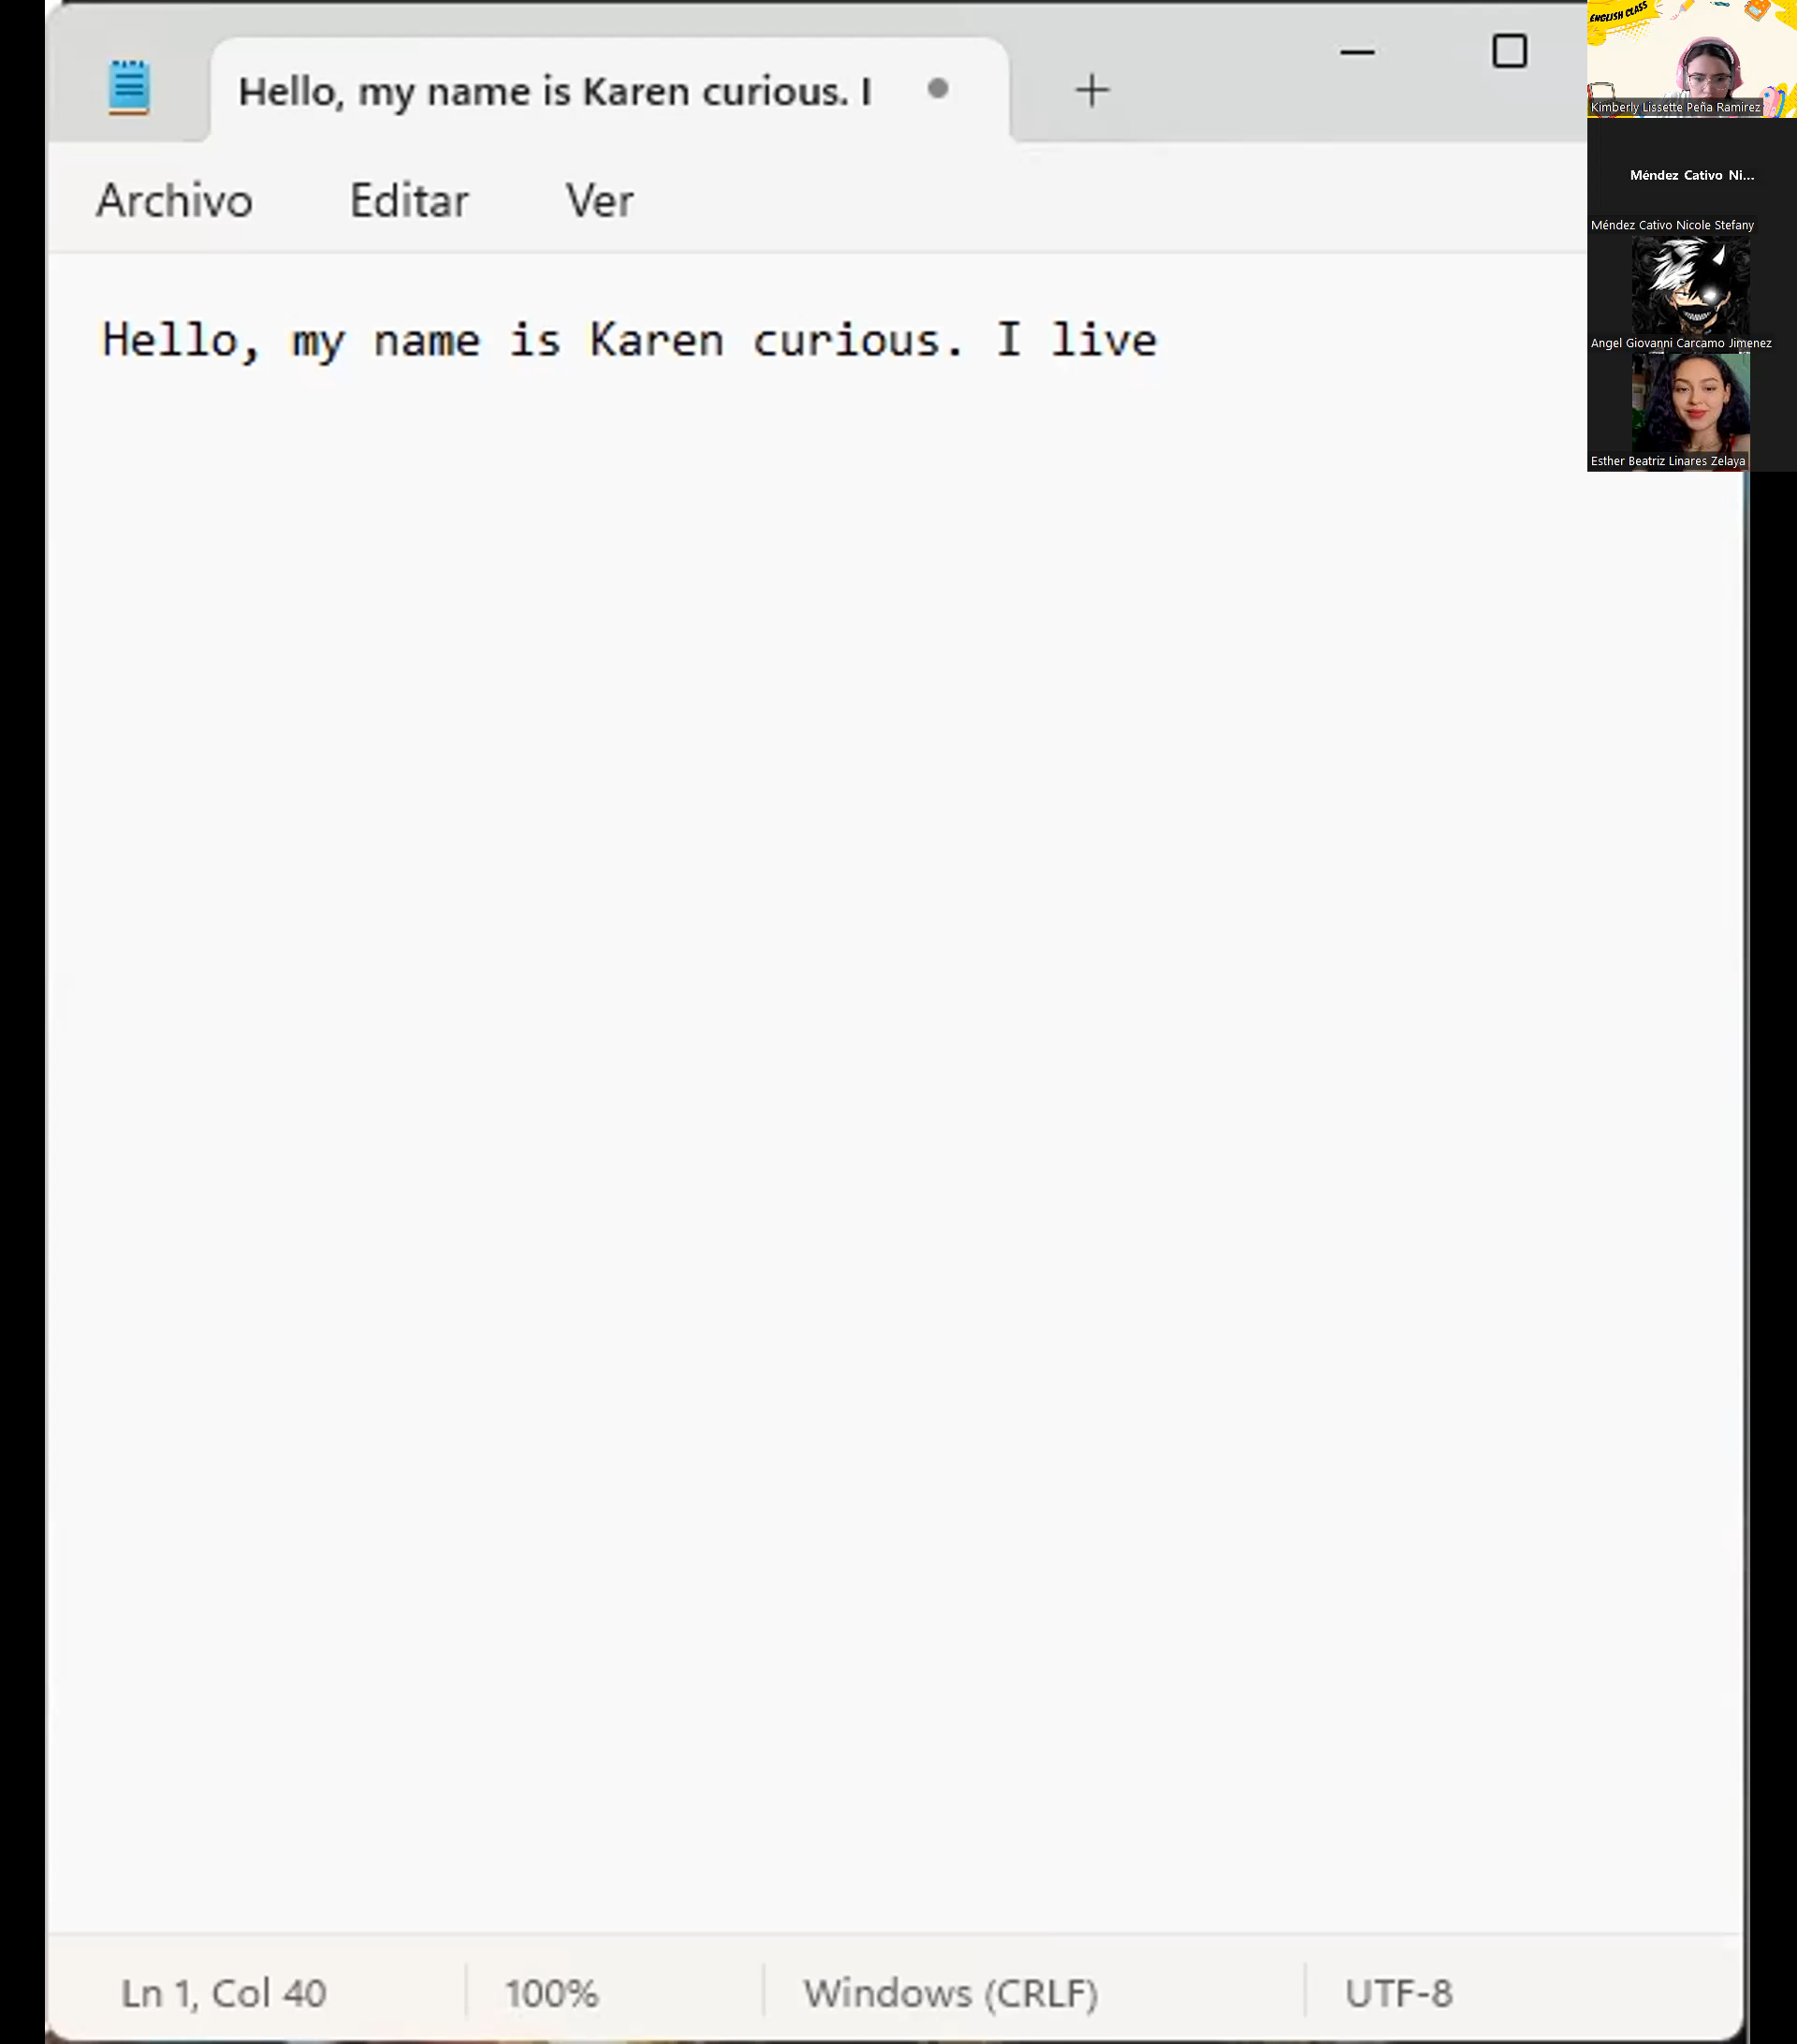 Hello, my name is Karen curious. I
Archivo Editar Ver
Hello, my name is Karen curious. I live
Ln 1, Col 40 100% Windows (CRLF) UTF-8
ENGLISH CLASS
Kimberly Lissette Peña Ramirez
Méndez Cativo Ni...
Méndez Cativo Nicole Stefany
Angel Giovanni Carcamo Jimenez
Esther Beatriz Linares Zelaya